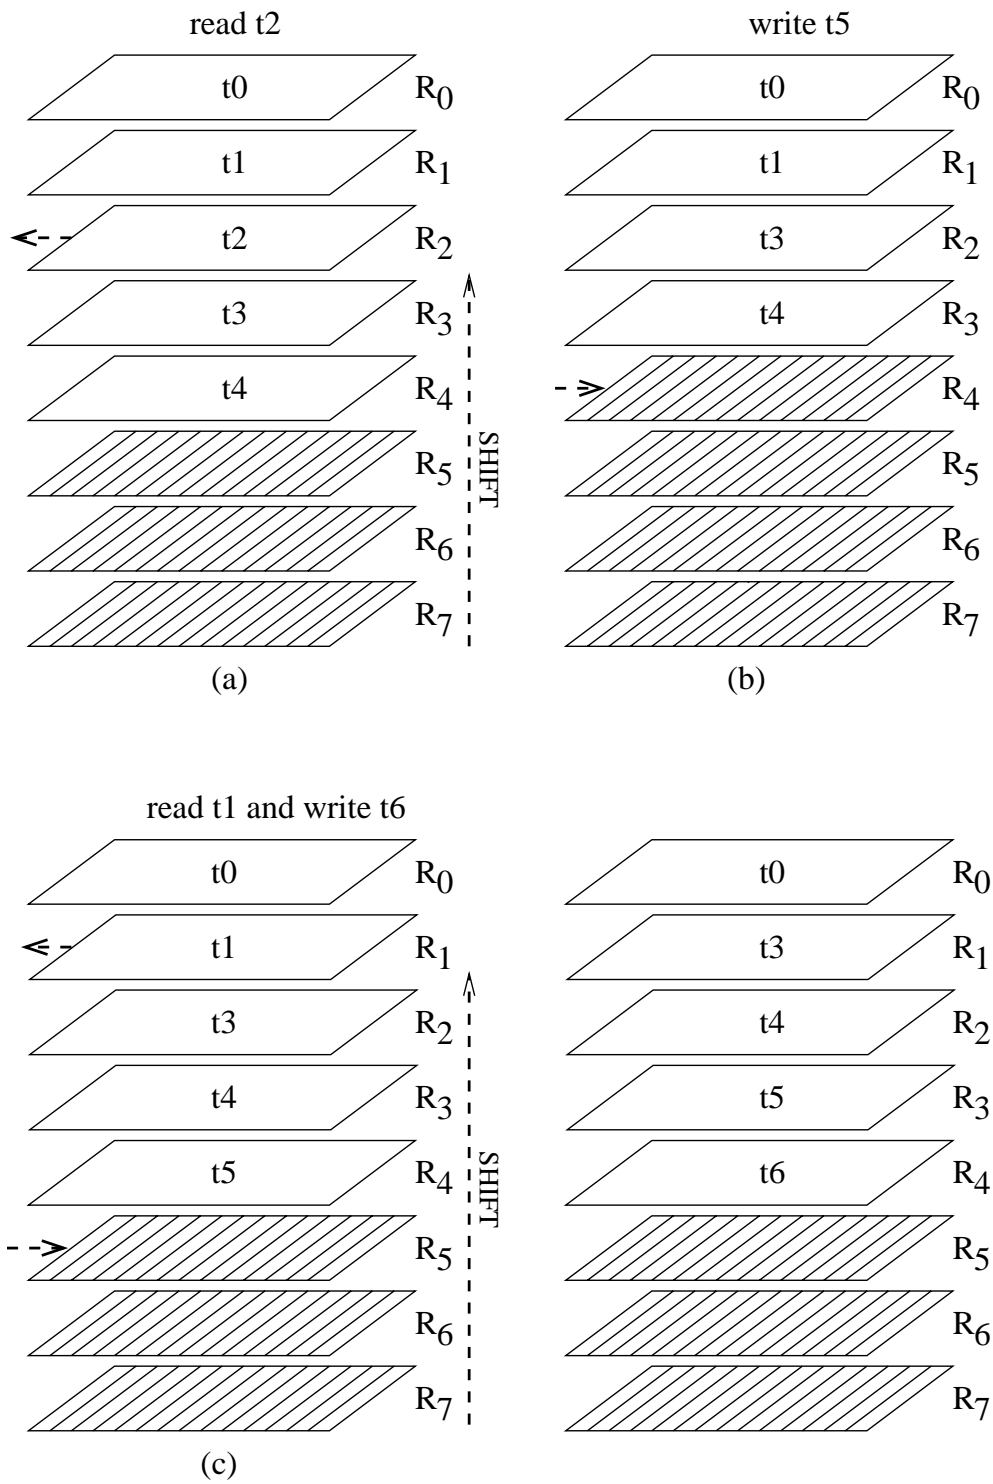 read t2
t0 R0
t1 R1
t2 R2
t3 R3
t4 R4
R5
R6
R7
SHIFT
(a)
write t5
t0 R0
t1 R1
t3 R2
t4 R3
R4
R5
R6
R7
(b)
read t1 and write t6
t0 R0
t1 R1
t3 R2
t4 R3
t5 R4
R5
R6
R7
SHIFT
(c)
t0 R0
t3 R1
t4 R2
t5 R3
t6 R4
R5
R6
R7